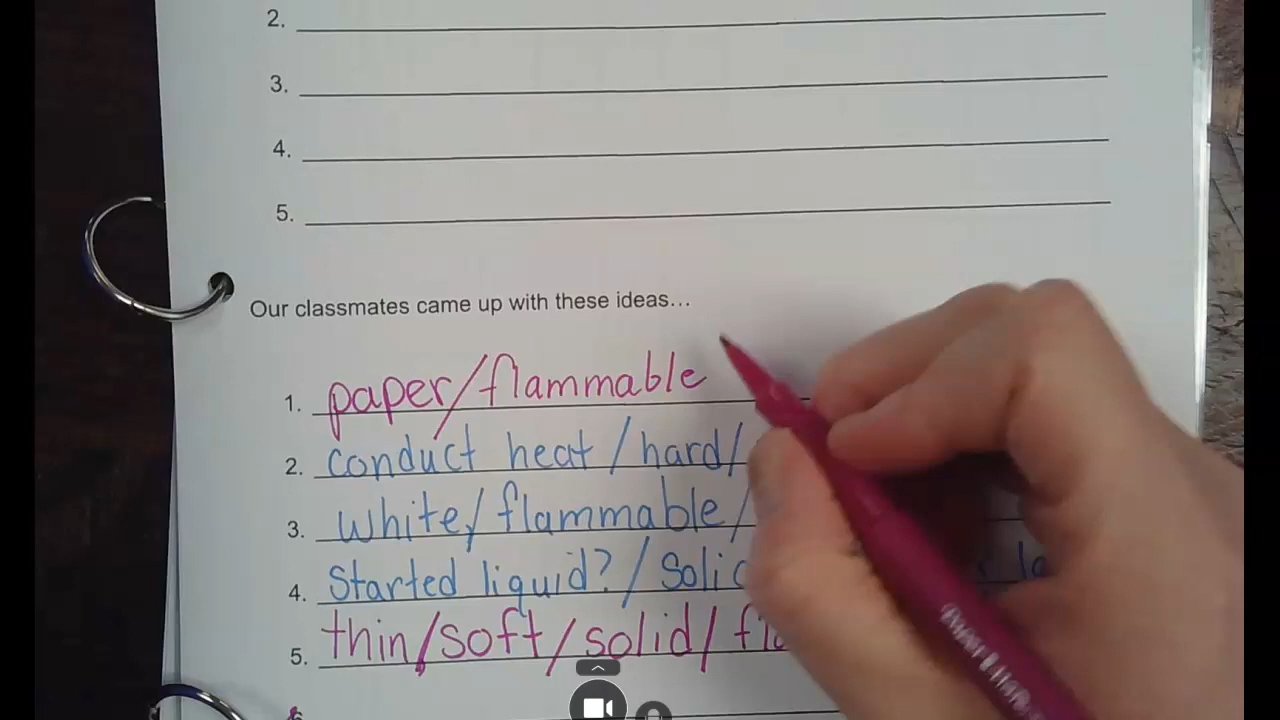 2.
3.
4.
5.
Our classmates came up with these ideas...
1. paper/flammable
2. conduct heat/hard/
3. white/flammable/
4. Started liquid?/
5. thin/soft/solid/